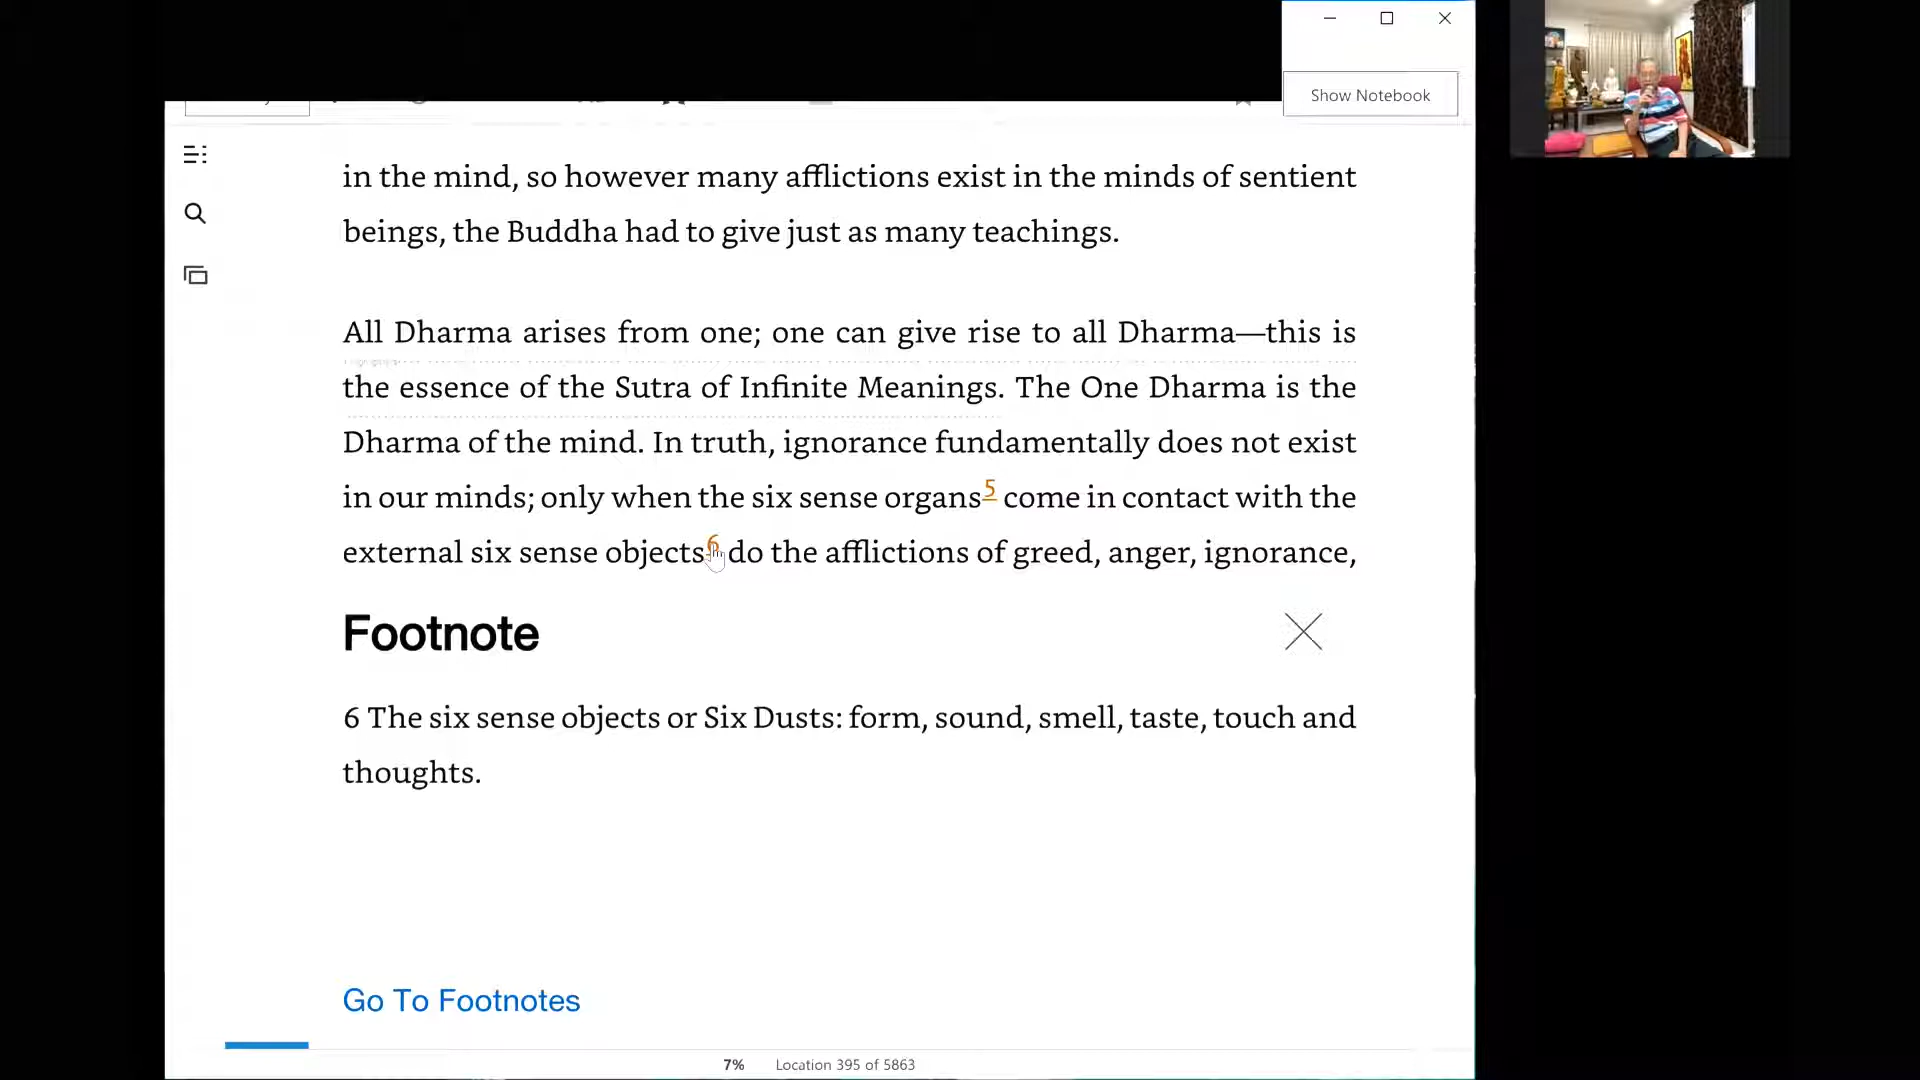 Show Notebook
in the mind, so however many afflictions exist in the minds of sentient
beings, the Buddha had to give just as many teachings.
All Dharma arises from one; one can give rise to all Dharma—this is
the essence of the Sutra of Infinite Meanings. The One Dharma is the
Dharma of the mind. In truth, ignorance fundamentally does not exist
in our minds; only when the six sense organs5 come in contact with the
external six sense objects6 do the afflictions of greed, anger, ignorance,
Footnote
6 The six sense objects or Six Dusts: form, sound, smell, taste, touch and
thoughts.
Go To Footnotes
7% Location 395 of 5863